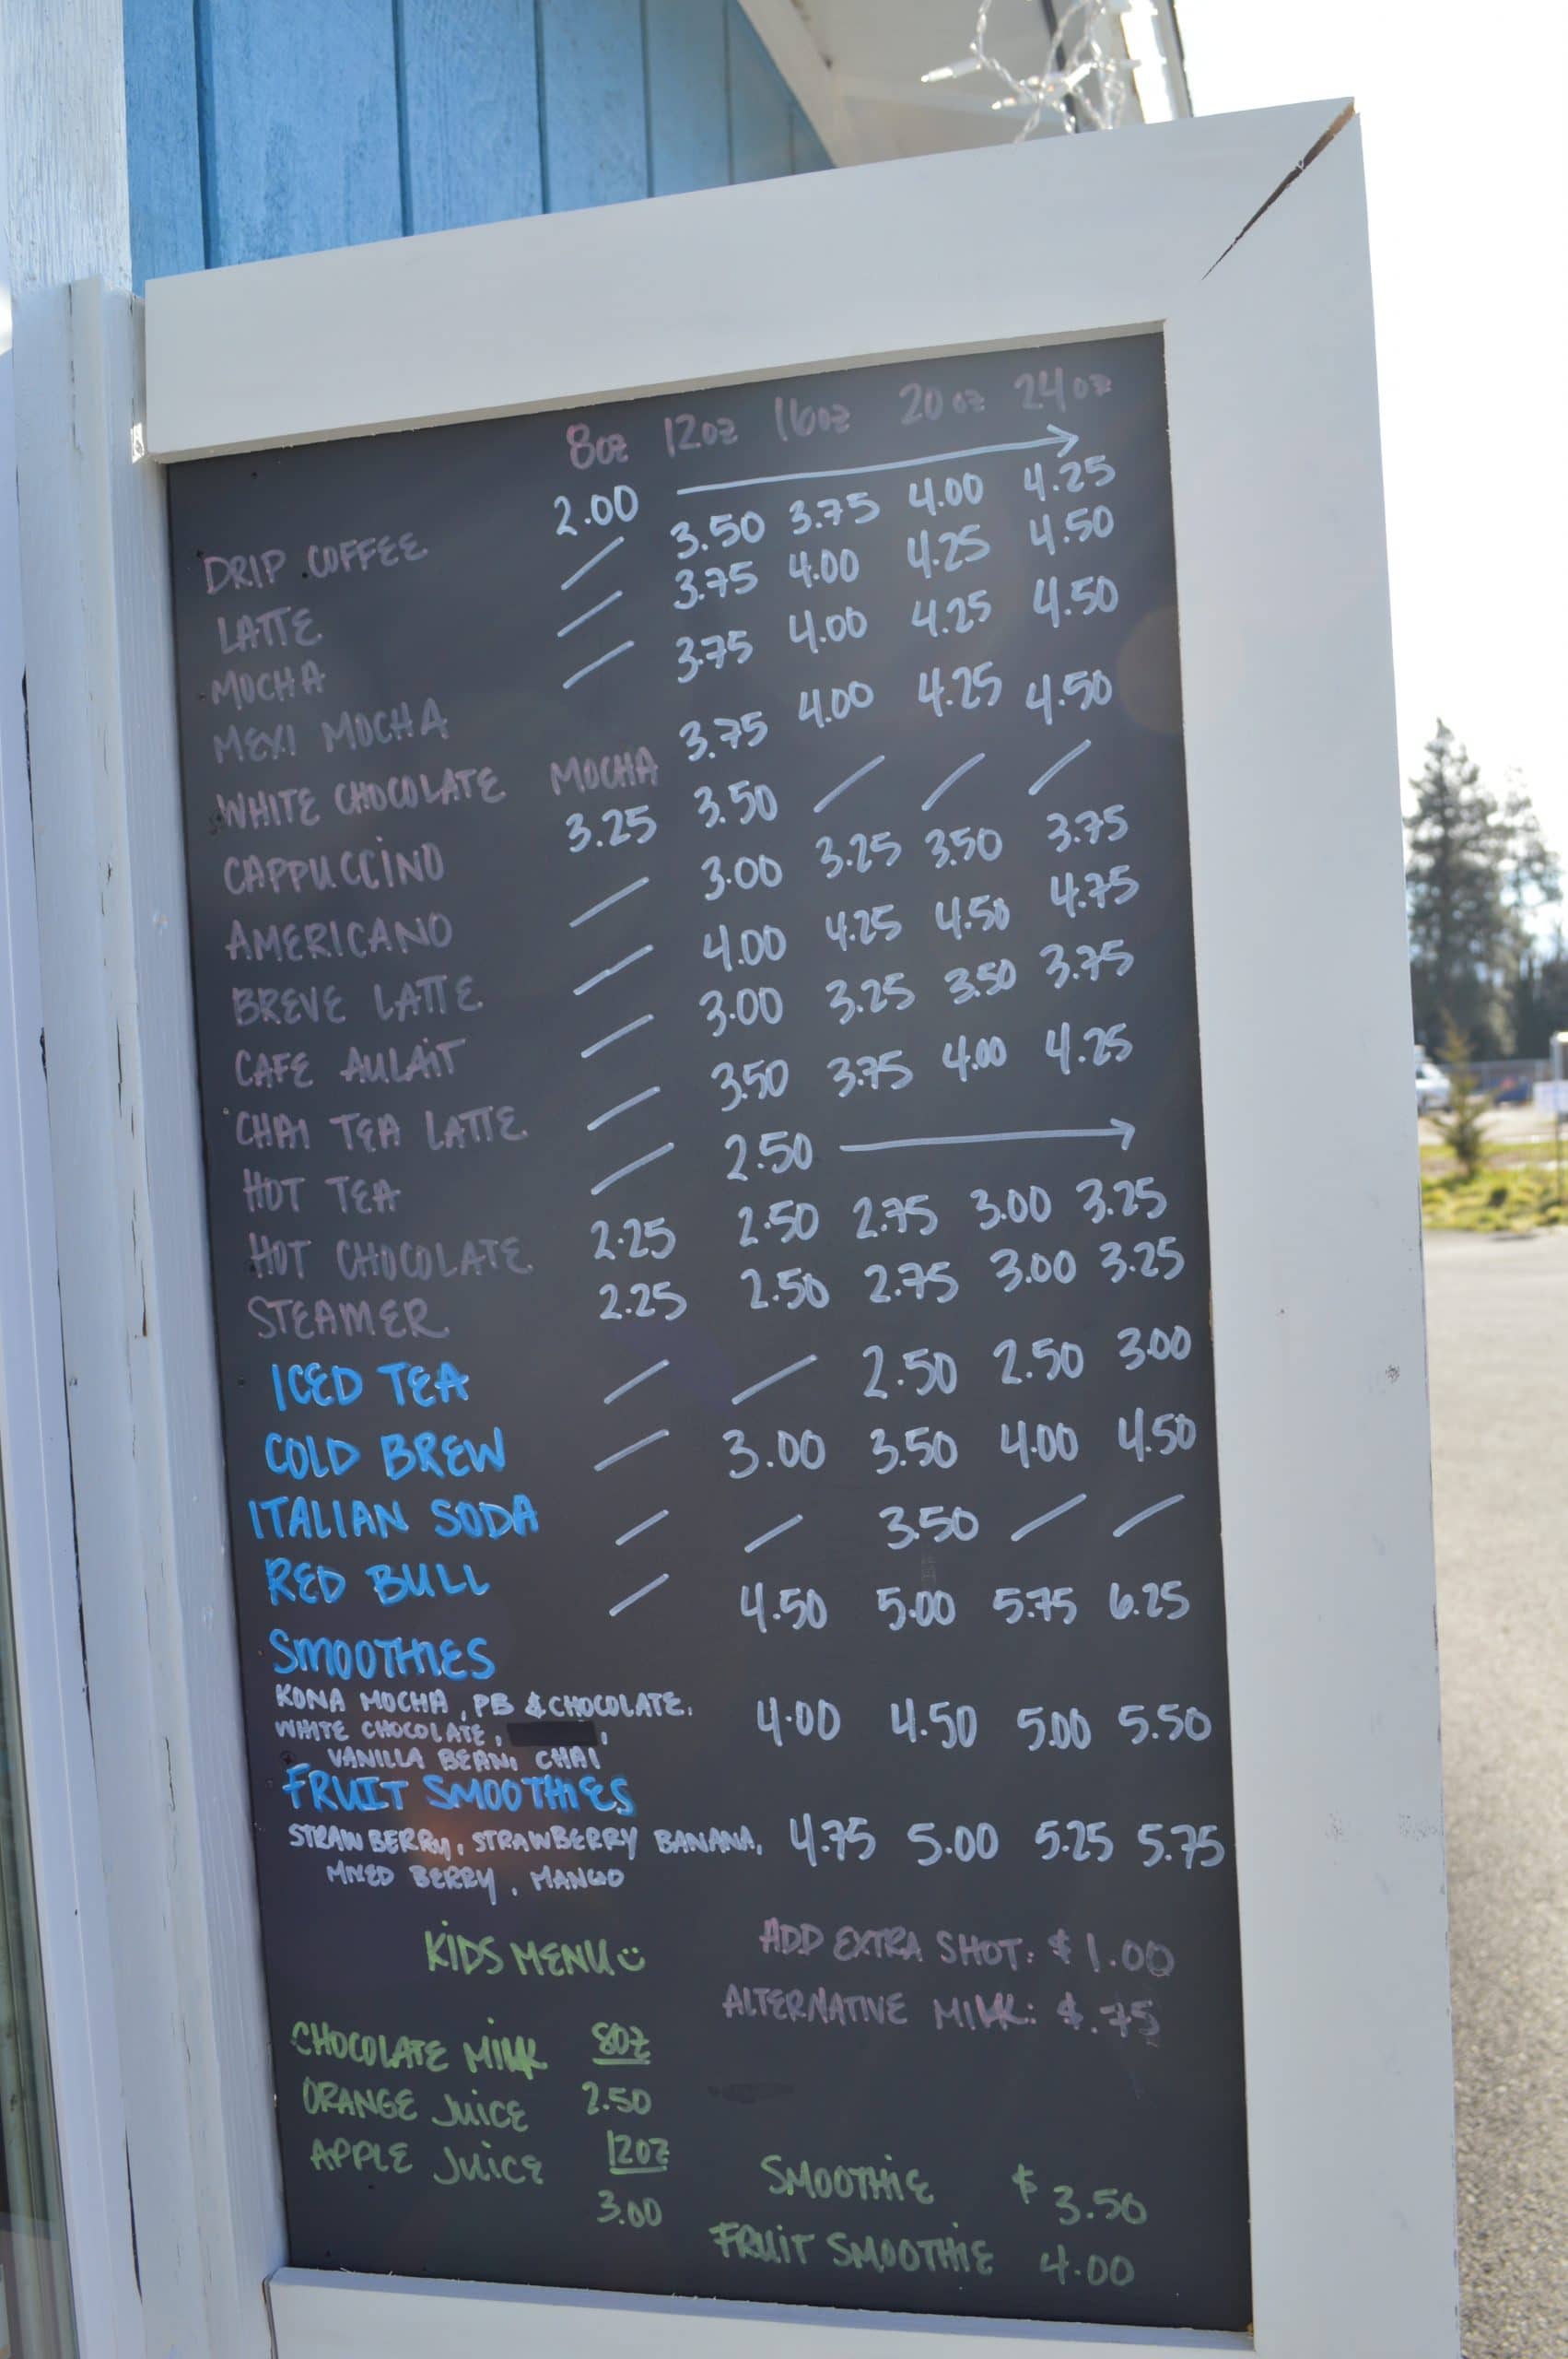 8oz 12oz 16oz 20oz 24oz
DRIP COFFEE 2.00 →
LATTE / 3.50 3.75 4.00 4.25
MOCHA / 3.75 4.00 4.25 4.50
MEXI MOCHA / 3.75 4.00 4.25 4.50
WHITE CHOCOLATE MOCHA 3.75 4.00 4.25 4.50
CAPPUCCINO 3.25 3.50 / / /
AMERICANO / 3.00 3.25 3.50 3.75
BREVE LATTE / 4.00 4.25 4.50 4.75
CAFE AULAIT / 3.00 3.25 3.50 3.75
CHAI TEA LATTE / 3.50 3.75 4.00 4.25
HOT TEA / 2.50 →
HOT CHOCOLATE 2.25 2.50 2.75 3.00 3.25
STEAMER 2.25 2.50 2.75 3.00 3.25
ICED TEA / / 2.50 2.50 3.00
COLD BREW / 3.00 3.50 4.00 4.50
ITALIAN SODA / / 3.50 / /
RED BULL / 4.50 5.00 5.75 6.25
SMOOTHIES
KONA MOCHA, PB & CHOCOLATE,
WHITE CHOCOLATE, , 4.00 4.50 5.00 5.50
VANILLA BEAN, CHAI
FRUIT SMOOTHIES
STRAWBERRY, STRAWBERRY BANANA, 4.75 5.00 5.25 5.75
MIXED BERRY, MANGO
KIDS MENU
ADD EXTRA SHOT: $1.00
ALTERNATIVE MILK: $.75
CHOCOLATE MILK 8oz
ORANGE JUICE 2.50
APPLE JUICE 12oz
3.00
SMOOTHIE $3.50
FRUIT SMOOTHIE 4.00